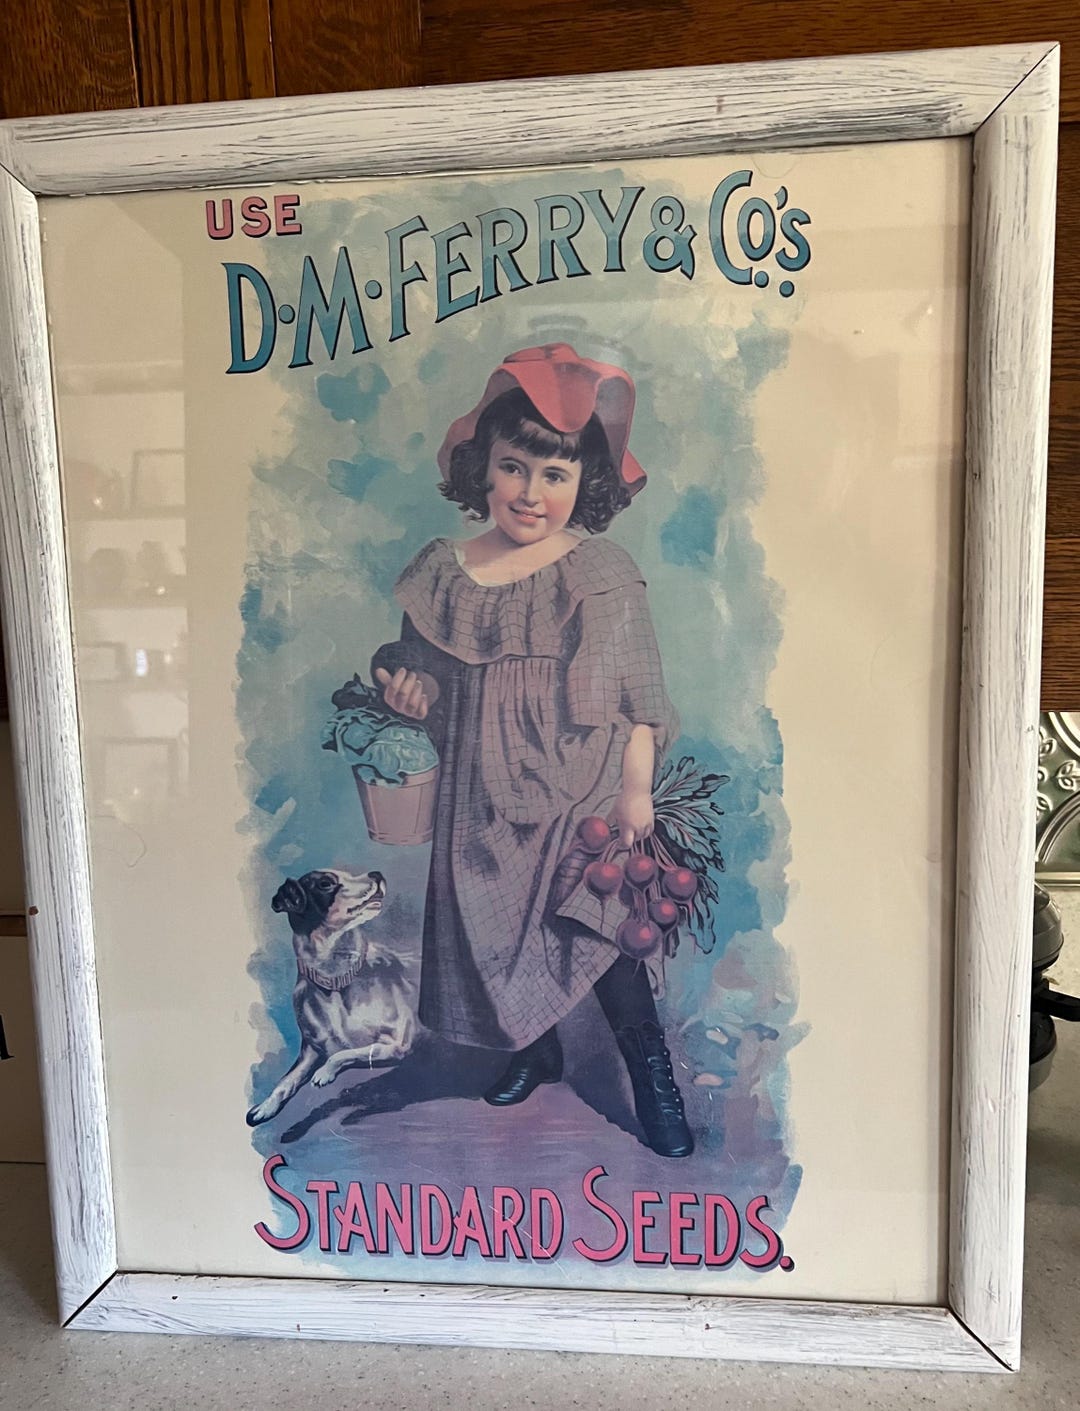 USE
D.M. FERRY & CO.'S
STANDARD SEEDS.